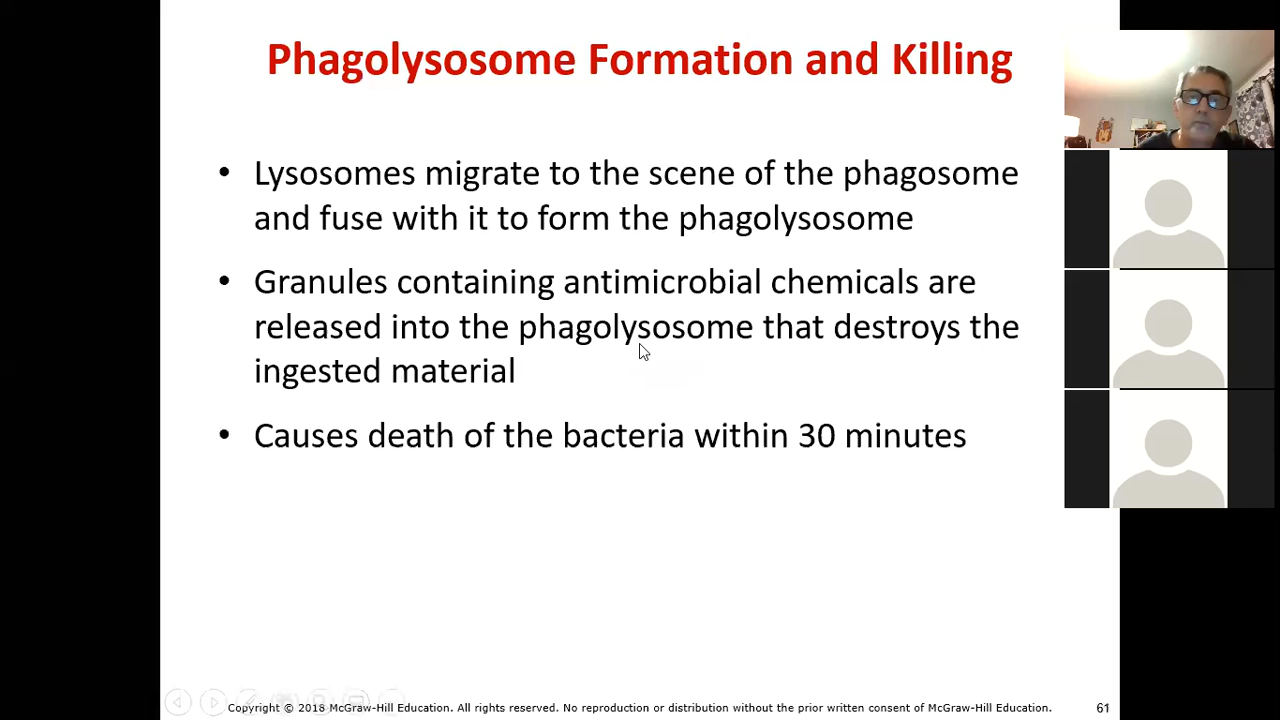 Phagolysosome Formation and Killing
• Lysosomes migrate to the scene of the phagosome
and fuse with it to form the phagolysosome
• Granules containing antimicrobial chemicals are
released into the phagolysosome that destroys the
ingested material
• Causes death of the bacteria within 30 minutes
Copyright © 2018 McGraw-Hill Education. All rights reserved. No reproduction or distribution without the prior written consent of McGraw-Hill Education.
61